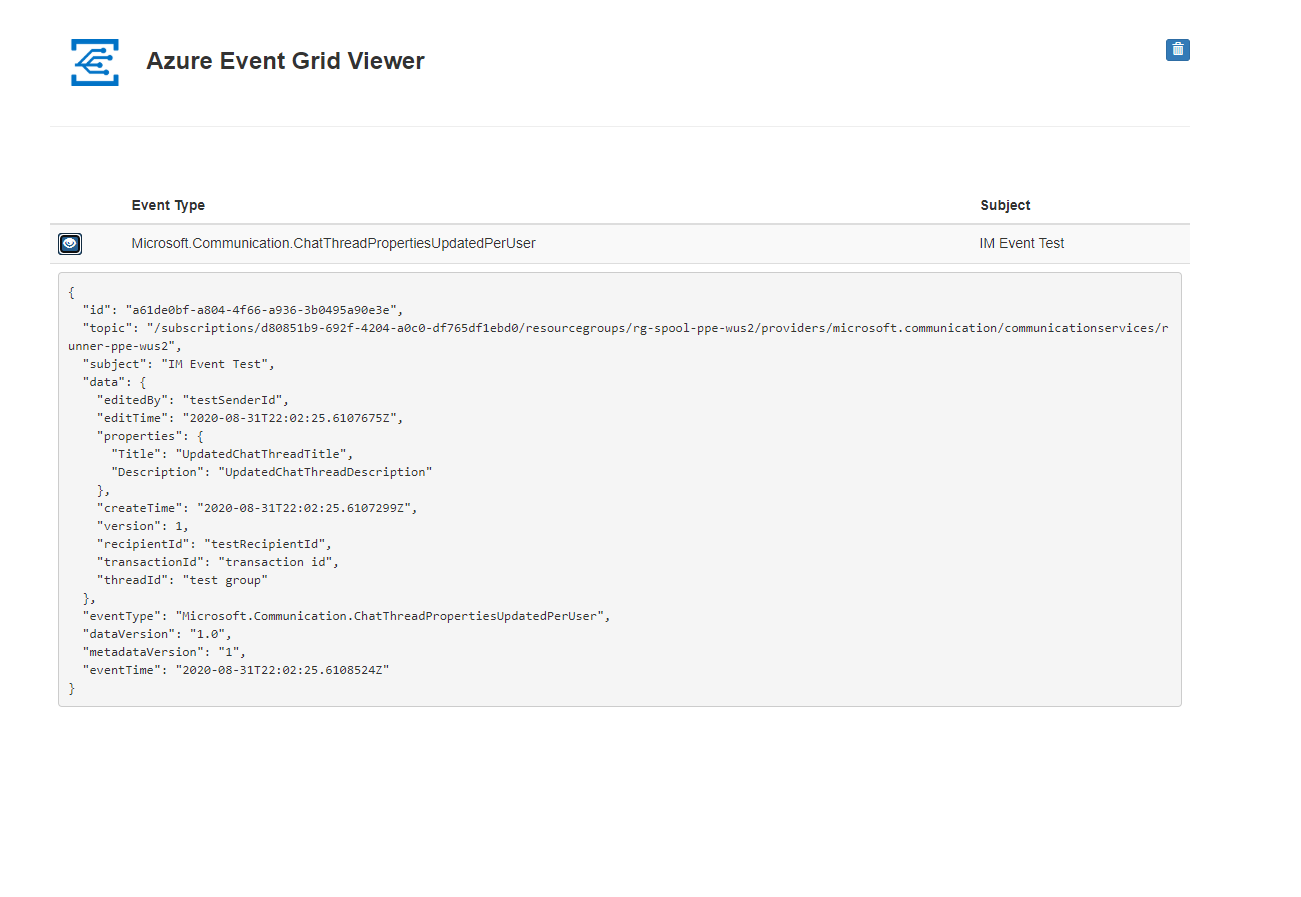 Azure Event Grid Viewer
Event Type Subject
Microsoft.Communication.ChatThreadPropertiesUpdatedPerUser IM Event Test
{
  "id": "a61de0bf-a804-4f66-a936-3b0495a90e3e",
  "topic": "/subscriptions/d80851b9-692f-4204-a0c0-df765df1ebd0/resourcegroups/rg-spool-ppe-wus2/providers/microsoft.communication/communicationservices/r
unner-ppe-wus2",
  "subject": "IM Event Test",
  "data": {
    "editedBy": "testSenderId",
    "editTime": "2020-08-31T22:02:25.6107675Z",
    "properties": {
      "Title": "UpdatedChatThreadTitle",
      "Description": "UpdatedChatThreadDescription"
    },
    "createTime": "2020-08-31T22:02:25.6107299Z",
    "version": 1,
    "recipientId": "testRecipientId",
    "transactionId": "transaction id",
    "threadId": "test group"
  },
  "eventType": "Microsoft.Communication.ChatThreadPropertiesUpdatedPerUser",
  "dataVersion": "1.0",
  "metadataVersion": "1",
  "eventTime": "2020-08-31T22:02:25.6108524Z"
}